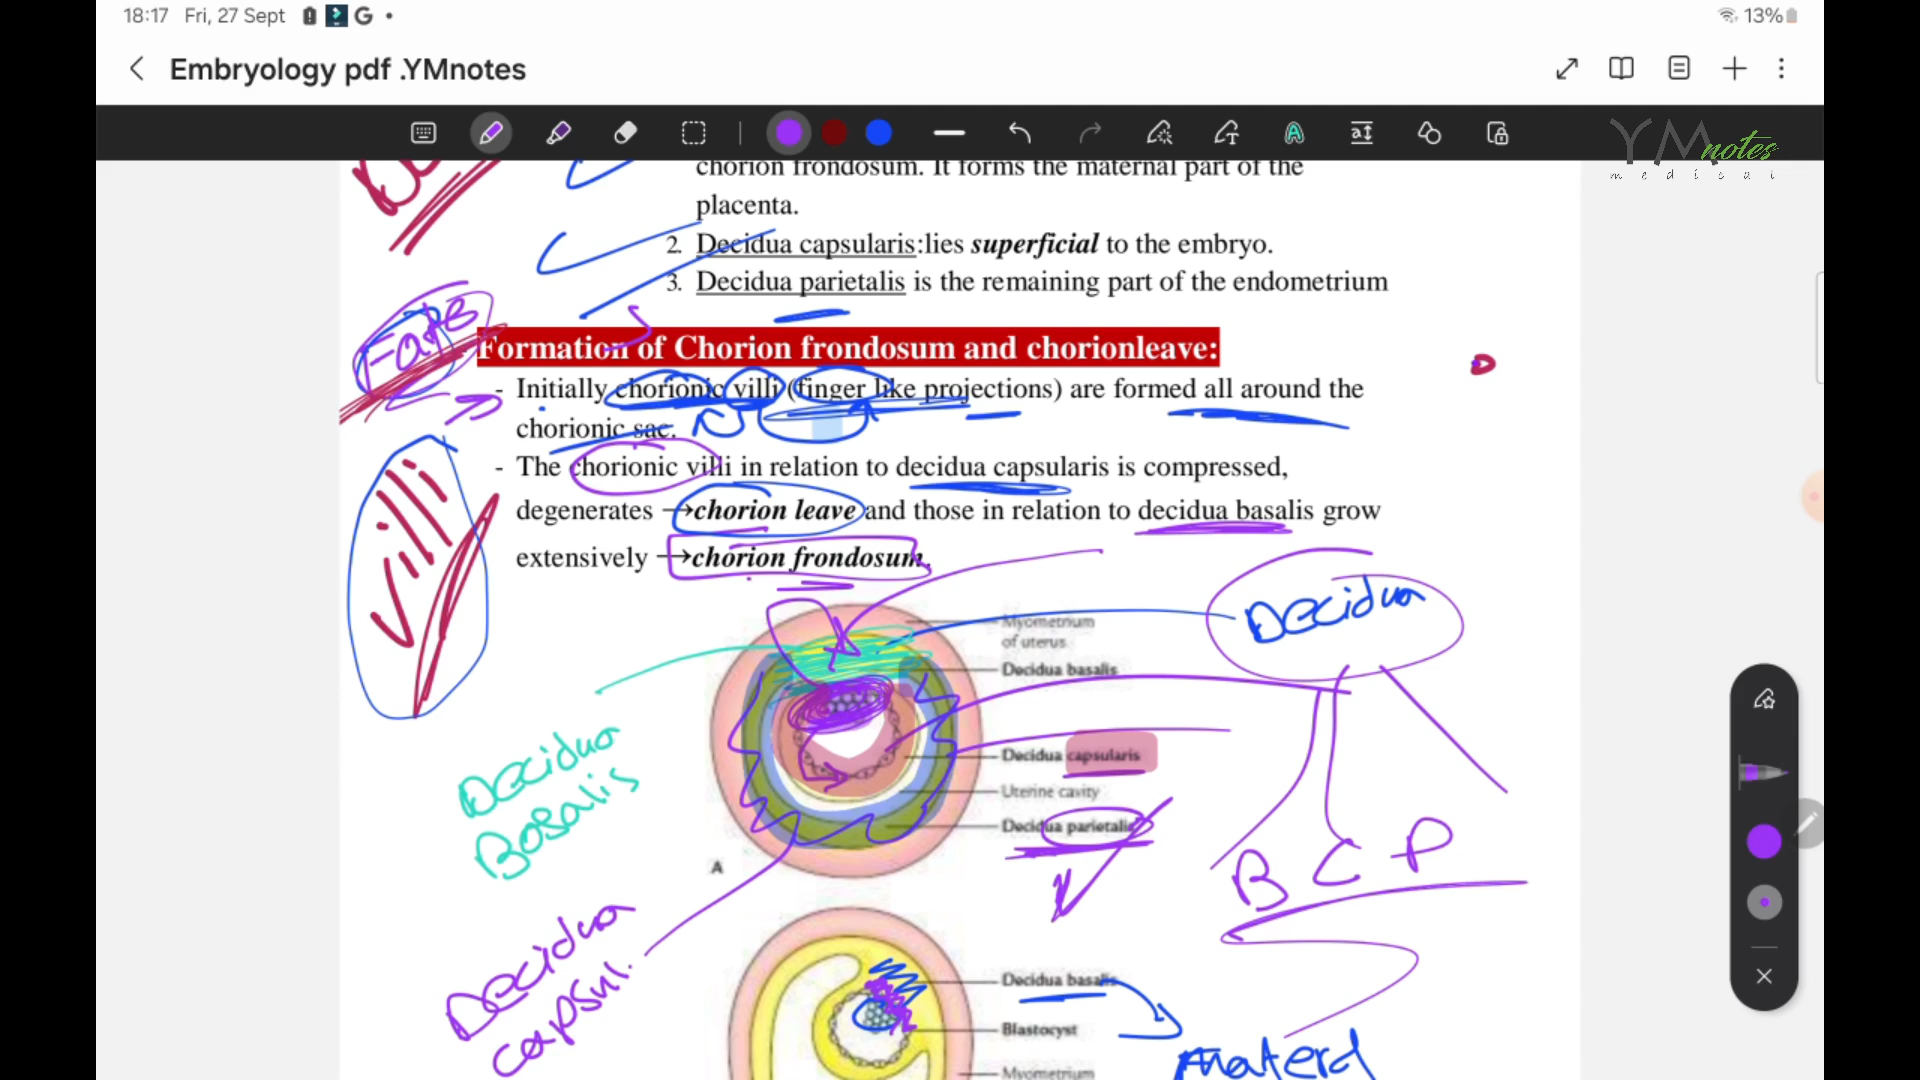 18:17 Fri, 27 Sept G 13%
Embryology pdf .YMnotes
YMnotes
medical
chorion frondosum. It forms the maternal part of the
placenta.
2. Decidua capsularis:lies superficial to the embryo.
3. Decidua parietalis is the remaining part of the endometrium
Formation of Chorion frondosum and chorionleave:
- Initially chorionic villi (finger like projections) are formed all around the
chorionic sac.
- The chorionic villi in relation to decidua capsularis is compressed,
degenerates →chorion leave and those in relation to decidua basalis grow
extensively →chorion frondosum.
villi
Decidua
Myometrium
of uterus
Decidua basalis
Decidua capsularis
Uterine cavity
Decidua parietalis
A
Decidua
Bosalis
B C P
Decidua
capsul.
Decidua basalis
Blastocyst
Myometrium